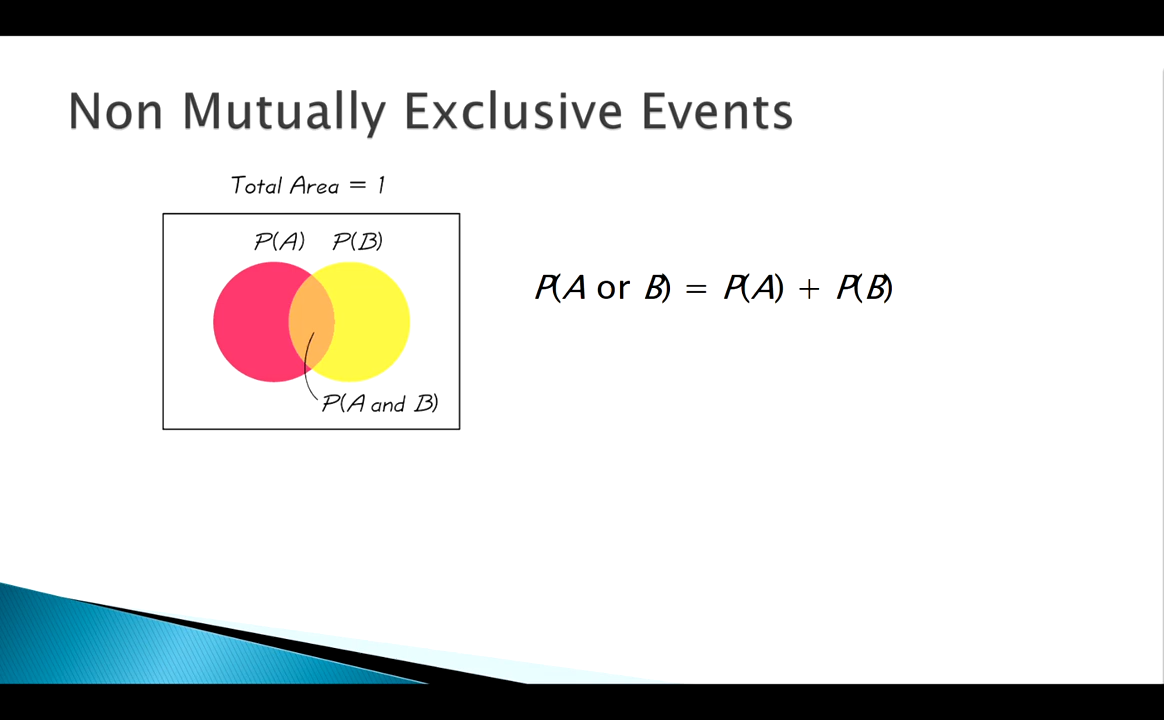 Non Mutually Exclusive Events
Total Area = 1
P(A) P(B)
P(A or B) = P(A) + P(B)
P(A and B)